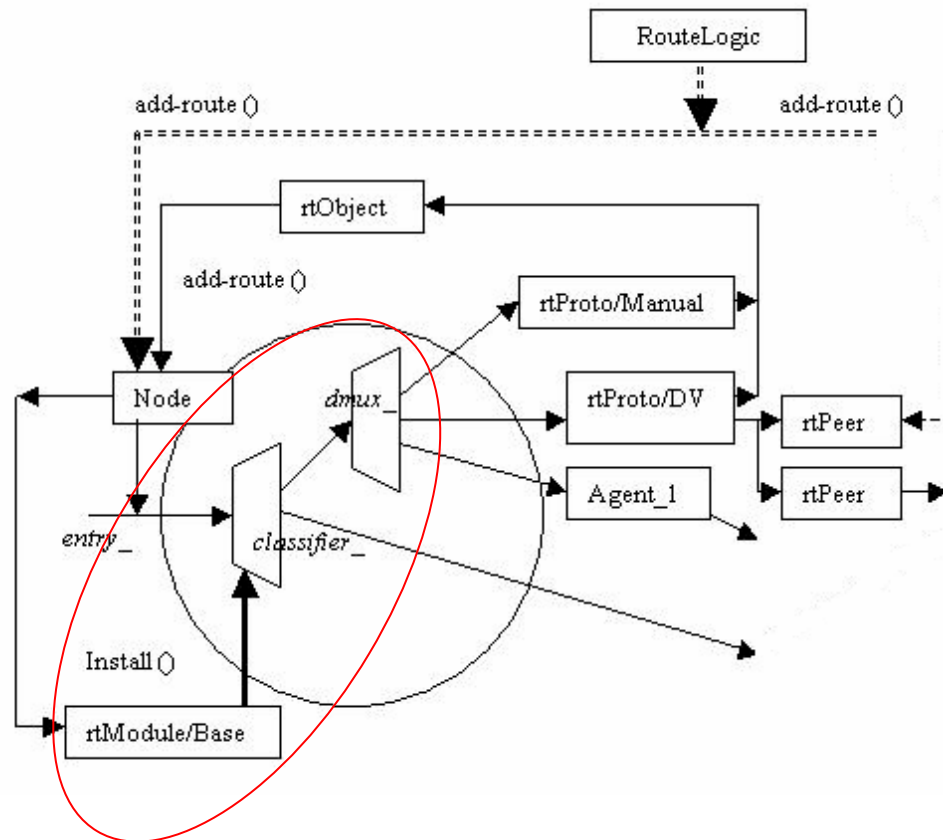 RouteLogic
add-route ()
add-route ()
rtObject
add-route ()
rtProto/Manual
Node
dmux_
rtProto/DV
rtPeer
Agent_1
rtPeer
entry_
classifier_
Install ()
rtModule/Base